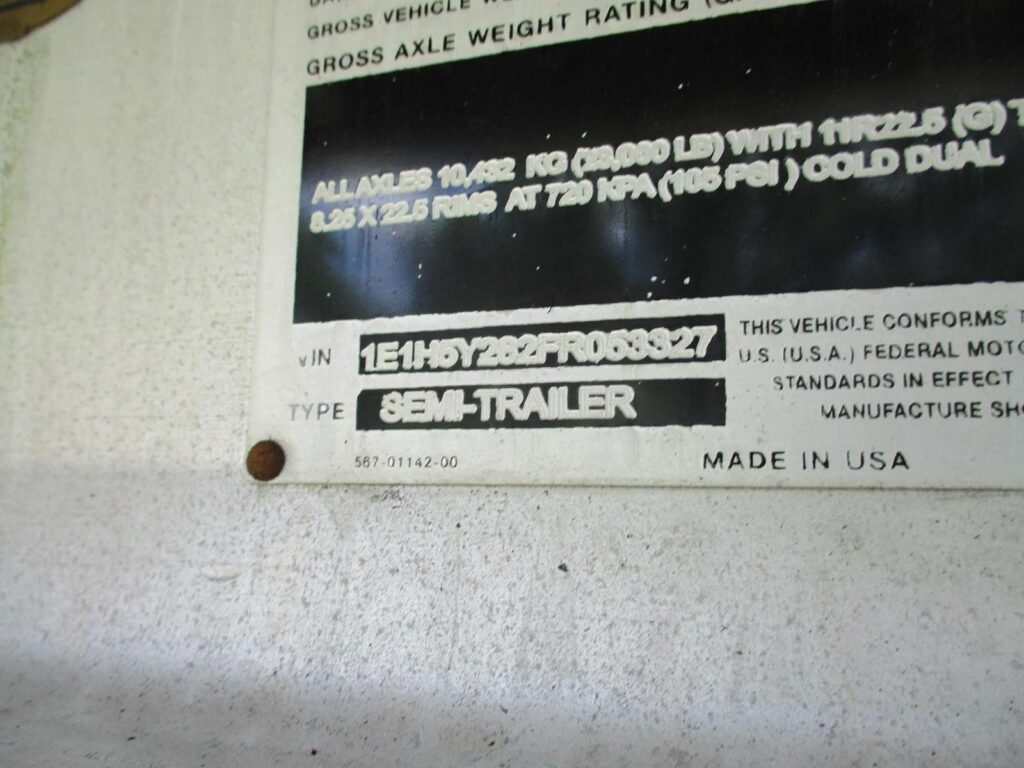 GROSS VEHICLE
GROSS AXLE WEIGHT RATING
ALL AXLES 10,432 KG (23,000 LB) WITH 11R22.5 (G) T
8.25 X 22.5 RIMS AT 720 KPA (105 PSI ) COLD DUAL
VIN 1E1H5Y282FR053327
TYPE SEMI-TRAILER
567-01142-00
THIS VEHICLE CONFORMS T
U.S. (U.S.A.) FEDERAL MOTO
STANDARDS IN EFFECT
MANUFACTURE SHO
MADE IN USA